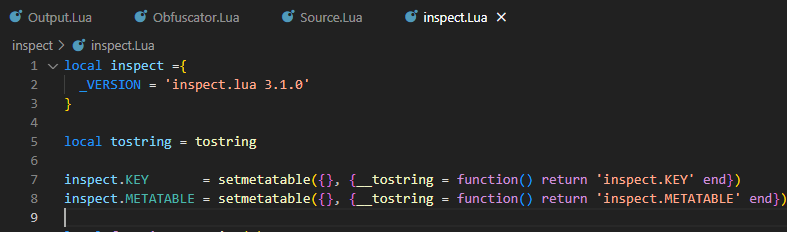 Output.Lua Obfuscator.Lua Source.Lua inspect.Lua ×
inspect > inspect.Lua
1 local inspect ={
2 _VERSION = 'inspect.lua 3.1.0'
3 }
4
5 local tostring = tostring
6
7 inspect.KEY = setmetatable({}, {__tostring = function() return 'inspect.KEY' end})
8 inspect.METATABLE = setmetatable({}, {__tostring = function() return 'inspect.METATABLE' end})
9